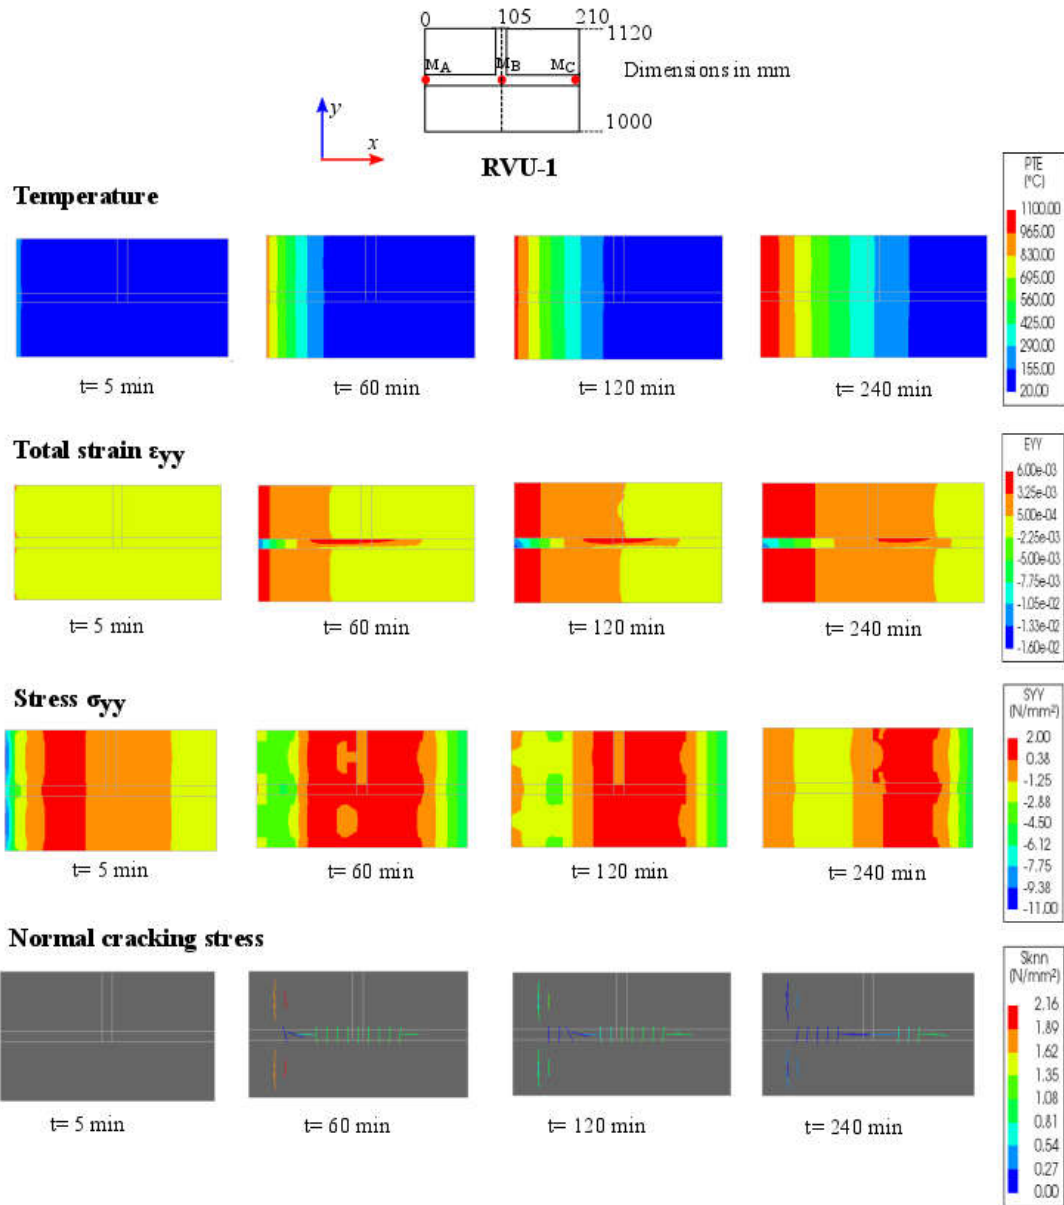 0 105 210
1120
MA MB MC
Dimensions in mm
1000
y
x
RVU-1
Temperature
PTE
(°C)
1100.00
965.00
830.00
695.00
560.00
425.00
290.00
155.00
20.00
t= 5 min t= 60 min t= 120 min t= 240 min
Total strain εyy
EYY
6.00e-03
3.25e-03
5.00e-04
-2.25e-03
-5.00e-03
-7.75e-03
-1.05e-02
-1.33e-02
-1.60e-02
t= 5 min t= 60 min t= 120 min t= 240 min
Stress σyy
SYY
(N/mm²)
2.00
0.38
-1.25
-2.88
-4.50
-6.12
-7.75
-9.38
-11.00
t= 5 min t= 60 min t= 120 min t= 240 min
Normal cracking stress
Sknn
(N/mm²)
2.16
1.89
1.62
1.35
1.08
0.81
0.54
0.27
0.00
t= 5 min t= 60 min t= 120 min t= 240 min